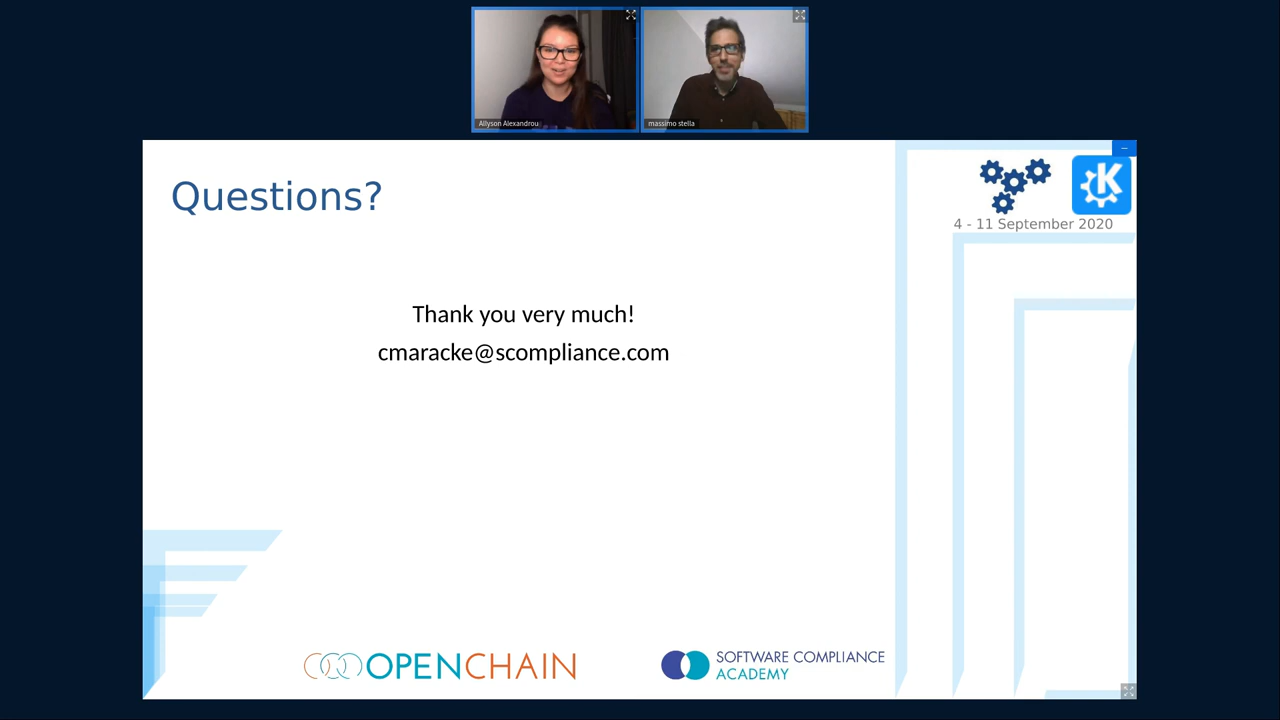 Allyson Alexandrou
massimo stella
Questions?
4 - 11 September 2020
Thank you very much!
cmaracke@scompliance.com
OPENCHAIN
SOFTWARE COMPLIANCE
ACADEMY